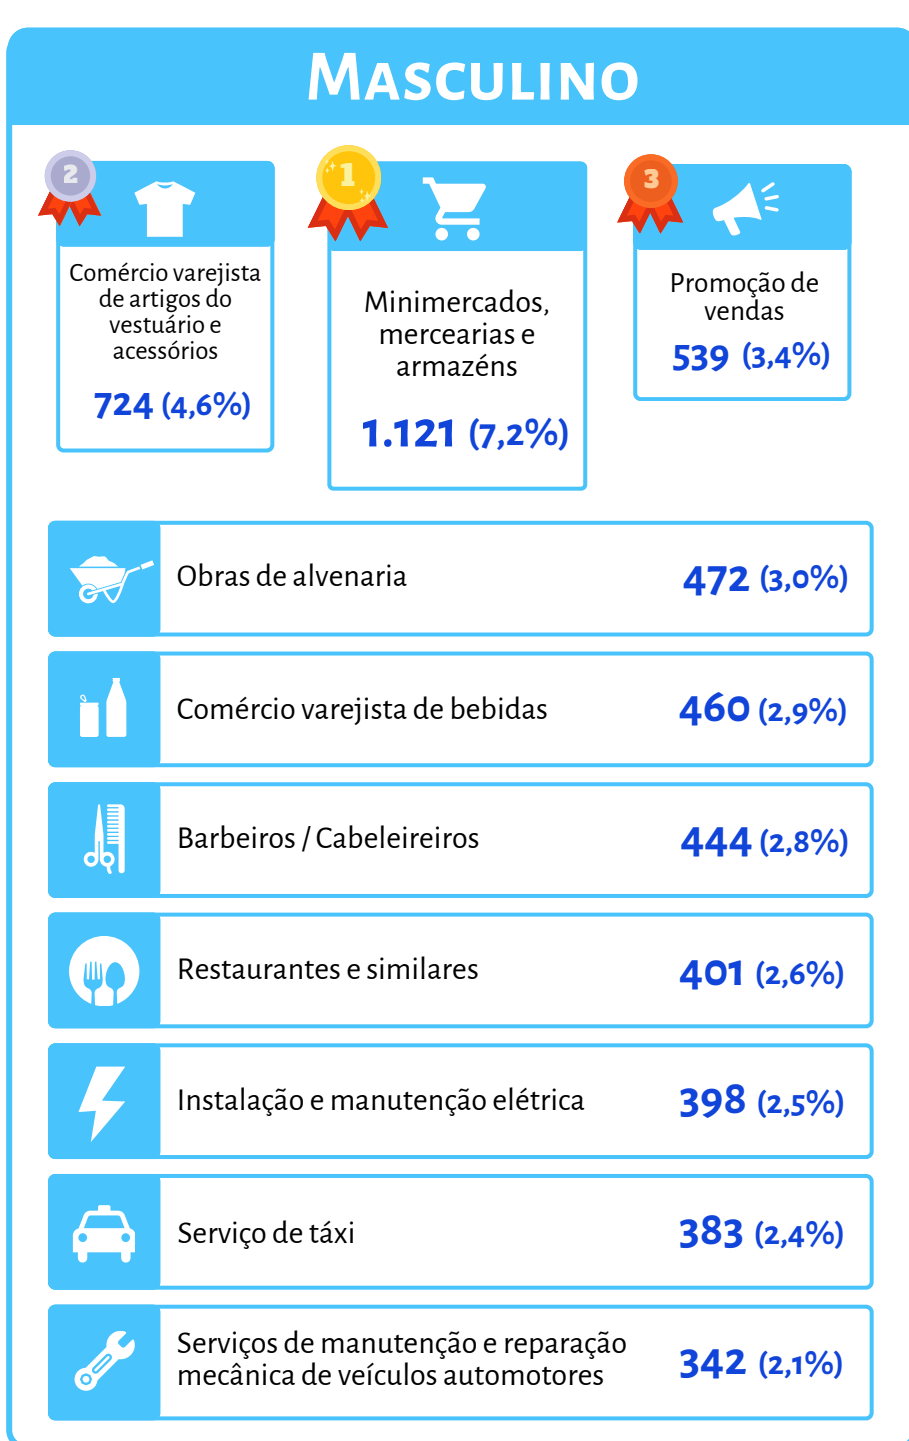 Masculino
2
Comércio varejista
de artigos do
vestuário e
acessórios
724 (4,6%)
1
Minimercados,
mercearias e
armazéns
1.121 (7,2%)
3
Promoção de
vendas
539 (3,4%)
Obras de alvenaria 472 (3,0%)
Comércio varejista de bebidas 460 (2,9%)
Barbeiros / Cabeleireiros 444 (2,8%)
Restaurantes e similares 401 (2,6%)
Instalação e manutenção elétrica 398 (2,5%)
Serviço de táxi 383 (2,4%)
Serviços de manutenção e reparação
mecânica de veículos automotores 342 (2,1%)